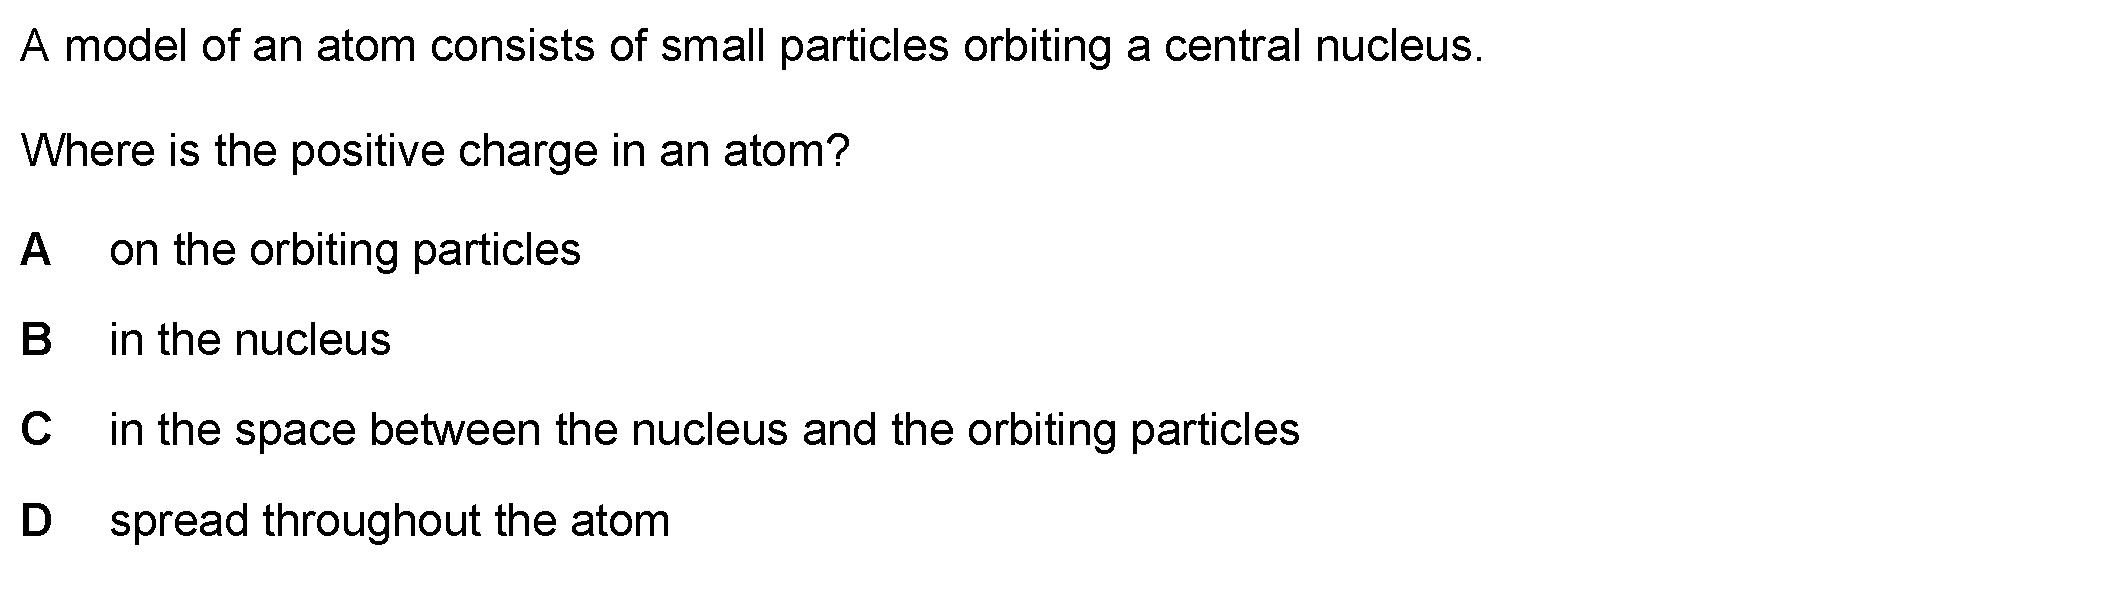 A model of an atom consists of small particles orbiting a central nucleus.
Where is the positive charge in an atom?
A on the orbiting particles
B in the nucleus
C in the space between the nucleus and the orbiting particles
D spread throughout the atom